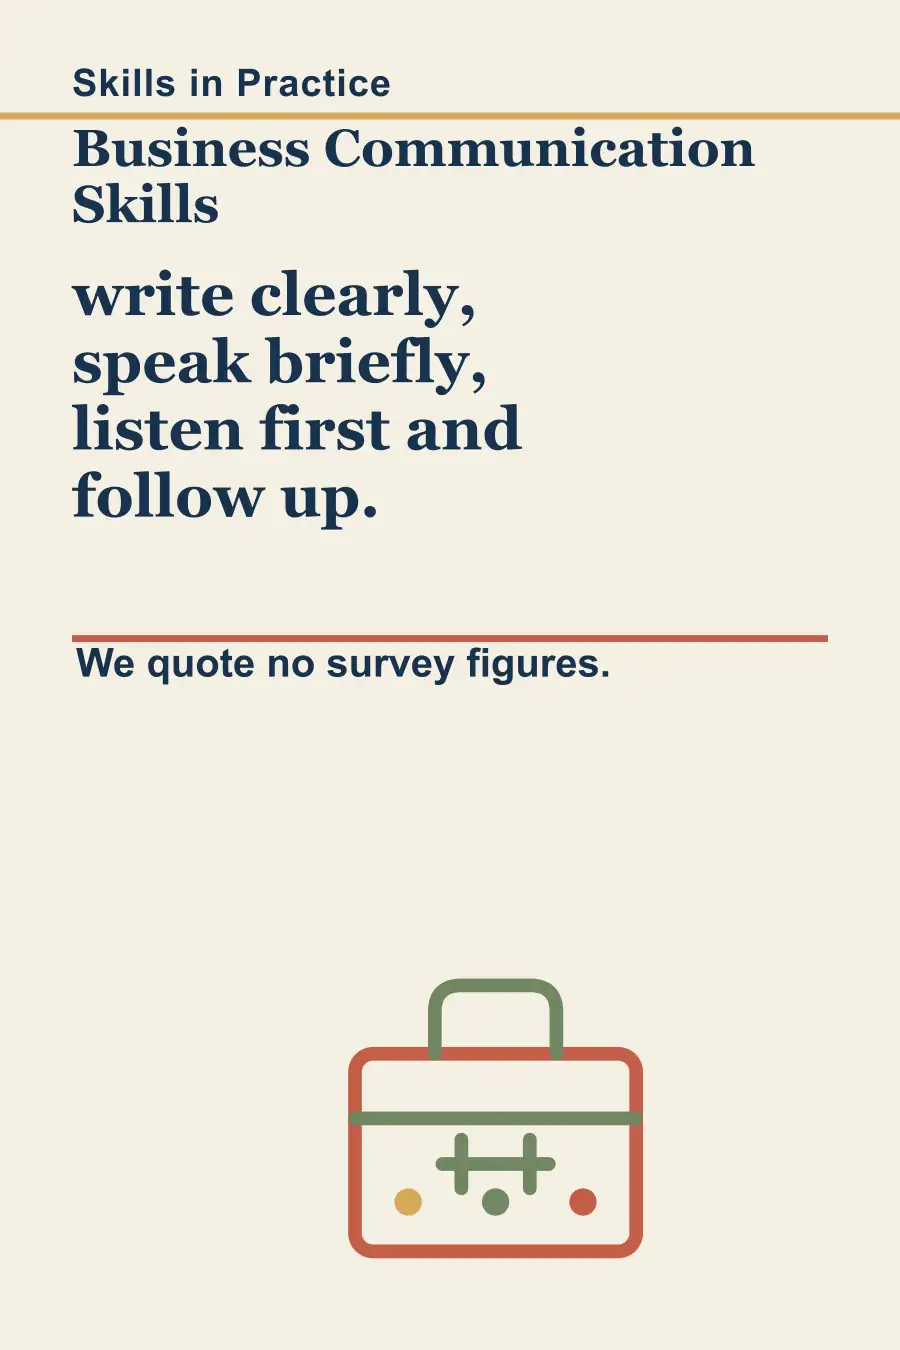 Skills in Practice
Business Communication
Skills
write clearly,
speak briefly,
listen first and
follow up.
We quote no survey figures.